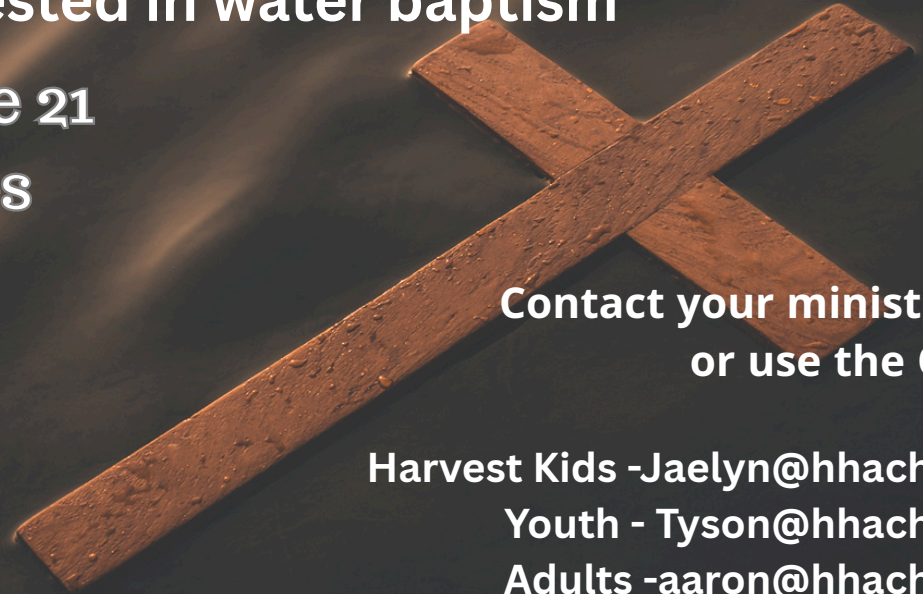 ested in water baptism
e 21
s
Contact your minist
or use the
Harvest Kids -Jaelyn@hhach
Youth - Tyson@hhach
Adults -aaron@hhach